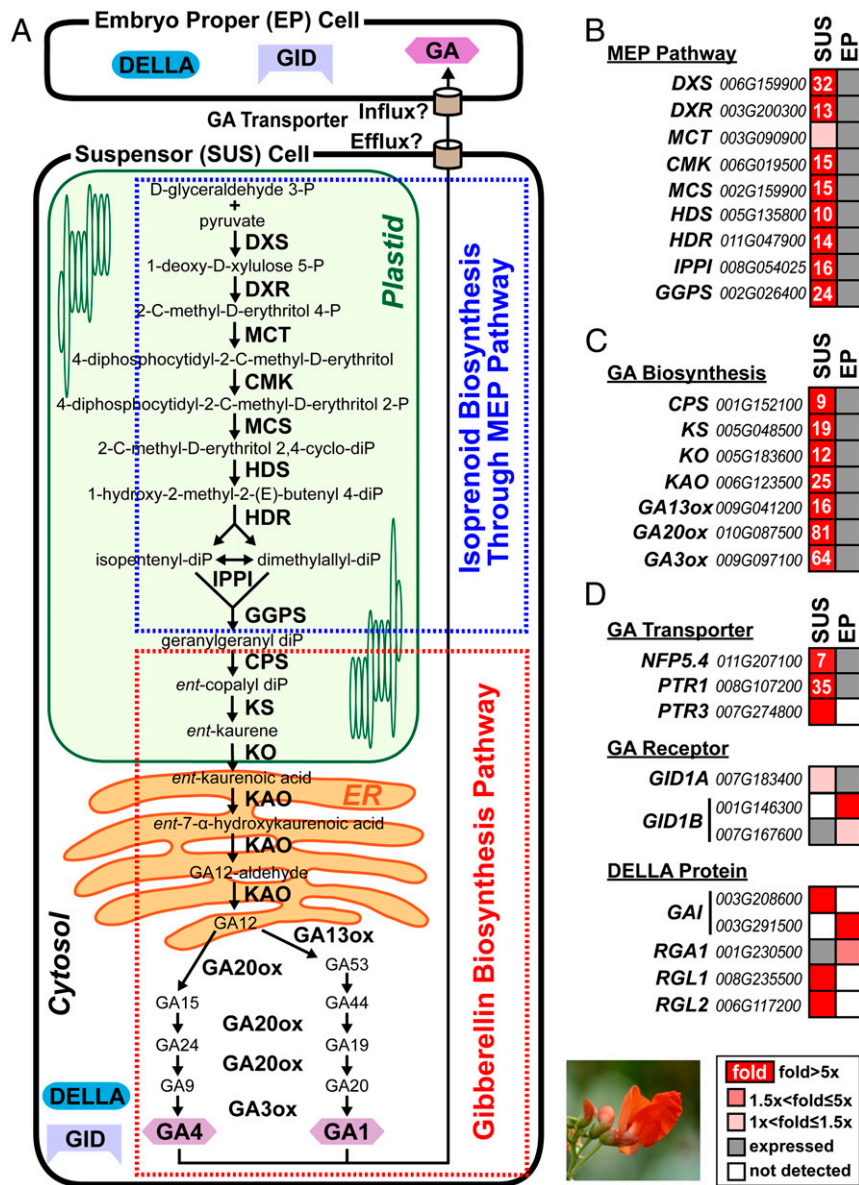 A
Embryo Proper (EP) Cell
DELLA
GID
GA
Influx?
GA Transporter
Efflux?
Suspensor (SUS) Cell
D-glyceraldehyde 3-P
+
pyruvate
DXS
1-deoxy-D-xylulose 5-P
DXR
2-C-methyl-D-erythritol 4-P
MCT
4-diphosphocytidyl-2-C-methyl-D-erythritol
CMK
4-diphosphocytidyl-2-C-methyl-D-erythritol 2-P
MCS
2-C-methyl-D-erythritol 2,4-cyclo-diP
HDS
1-hydroxy-2-methyl-2-(E)-butenyl 4-diP
HDR
isopentenyl-diP
dimethylallyl-diP
IPPI
GGPS
geranylgeranyl diP
CPS
ent-copalyl diP
KS
ent-kaurene
KO
ent-kaurenoic acid
KAO
ent-7-α-hydroxykaurenoic acid
KAO
GA12-aldehyde
KAO
GA12
GA13ox
GA20ox
GA53
GA15
GA44
GA20ox
GA24
GA19
GA20ox
GA9
GA20
GA3ox
GA4
GA1
Plastid
ER
Cytosol
DELLA
GID
Isoprenoid Biosynthesis
Through MEP Pathway
Gibberellin Biosynthesis Pathway
B
SUS
EP
MEP Pathway
DXS 006G159900 32
DXR 003G200300 13
MCT 003G090900
CMK 006G019500 15
MCS 002G159900 15
HDS 005G135800 10
HDR 011G047900 14
IPPI 008G054025 16
GGPS 002G026400 24
C
SUS
EP
GA Biosynthesis
CPS 001G152100 9
KS 005G048500 19
KO 005G183600 12
KAO 006G123500 25
GA13ox 009G041200 16
GA20ox 010G087500 81
GA3ox 009G097100 64
D
SUS
EP
GA Transporter
NFP5.4 011G207100 7
PTR1 008G107200 35
PTR3 007G274800
GA Receptor
GID1A 007G183400
GID1B
001G146300
007G167600
DELLA Protein
GAI
003G208600
003G291500
RGA1 001G230500
RGL1 008G235500
RGL2 006G117200
fold fold>5x
1.5x<fold≤5x
1x<fold≤1.5x
expressed
not detected